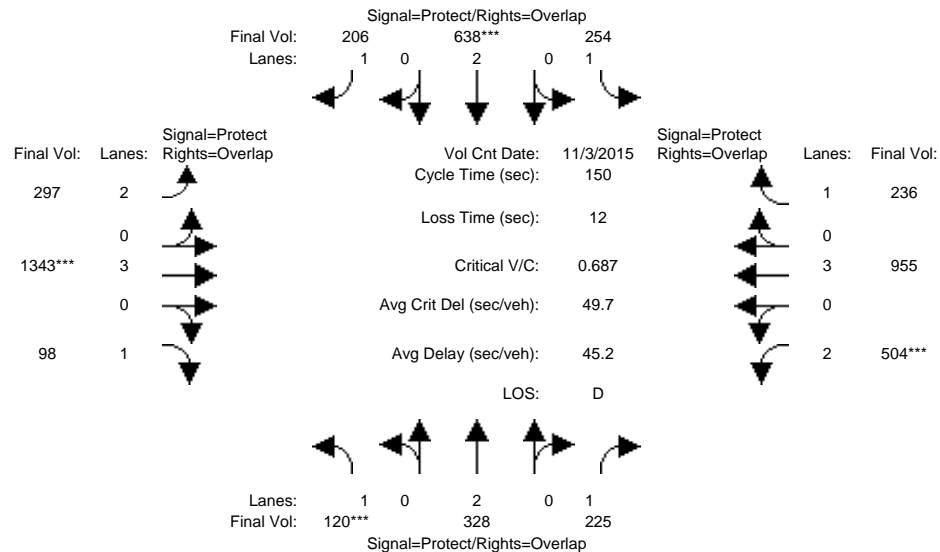 Signal=Protect/Rights=Overlap
Final Vol: 206 638*** 254
Lanes: 1 0 2 0 1
Signal=Protect Signal=Protect
Final Vol: Lanes: Rights=Overlap Vol Cnt Date: 11/3/2015 Rights=Overlap Lanes: Final Vol:
Cycle Time (sec): 150
297 2 1 236
Loss Time (sec): 12
0 0
1343*** 3 Critical V/C: 0.687 3 955
0 Avg Crit Del (sec/veh): 49.7 0
98 1 Avg Delay (sec/veh): 45.2 2 504***
LOS: D
Lanes: 1 0 2 0 1
Final Vol: 120*** 328 225
Signal=Protect/Rights=Overlap